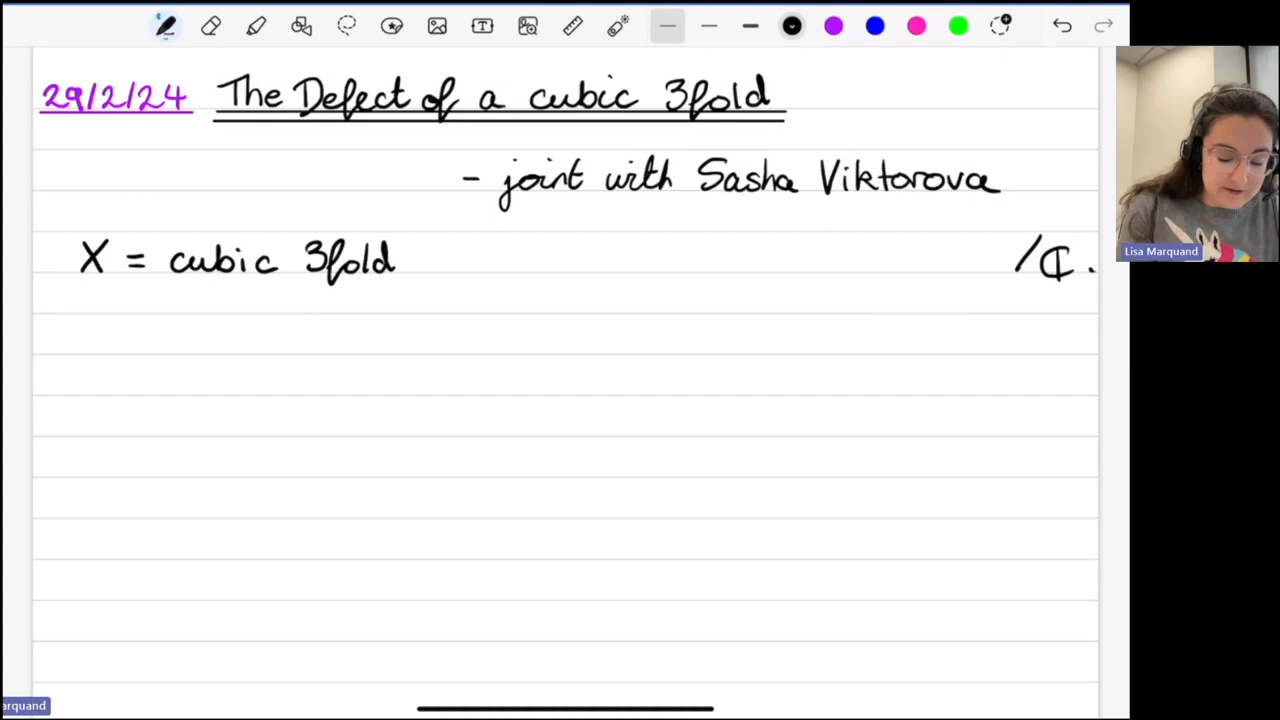 29/2/24 The Defect of a cubic 3fold
- joint with Sasha Viktorova
X = cubic 3fold /ℂ.
Lisa Marquand
arquand